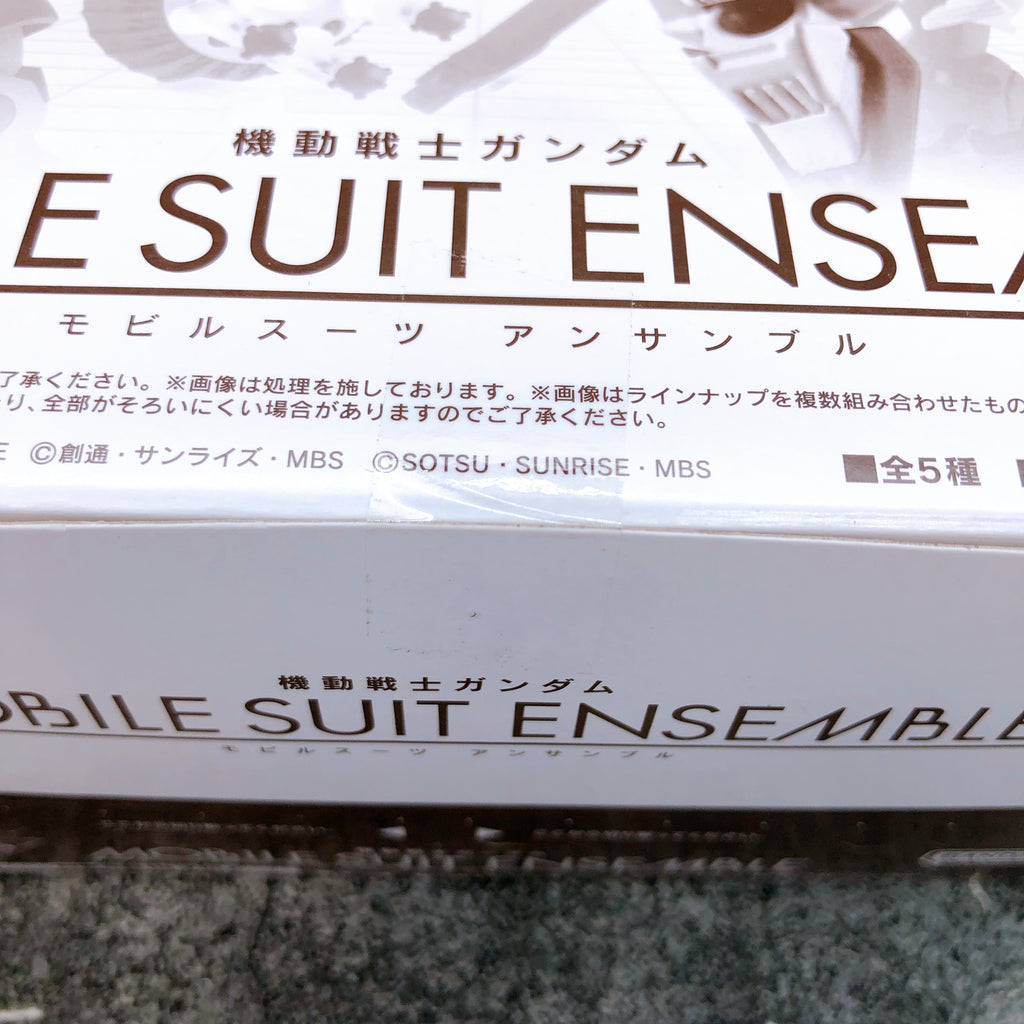 機動戦士ガンダム
E SUIT ENSE
モビルスーツ アンサンブル
了承ください。※画像は処理を施しております。※画像はラインナップを複数組み合わせたもの
り、全部がそろいにくい場合がありますのでご了承ください。
©創通・サンライズ・MBS ©SOTSU・SUNRISE・MBS ■全5種
機動戦士ガンダム
OBILE SUIT ENSEMBLE
モビルスーツ アンサンブル